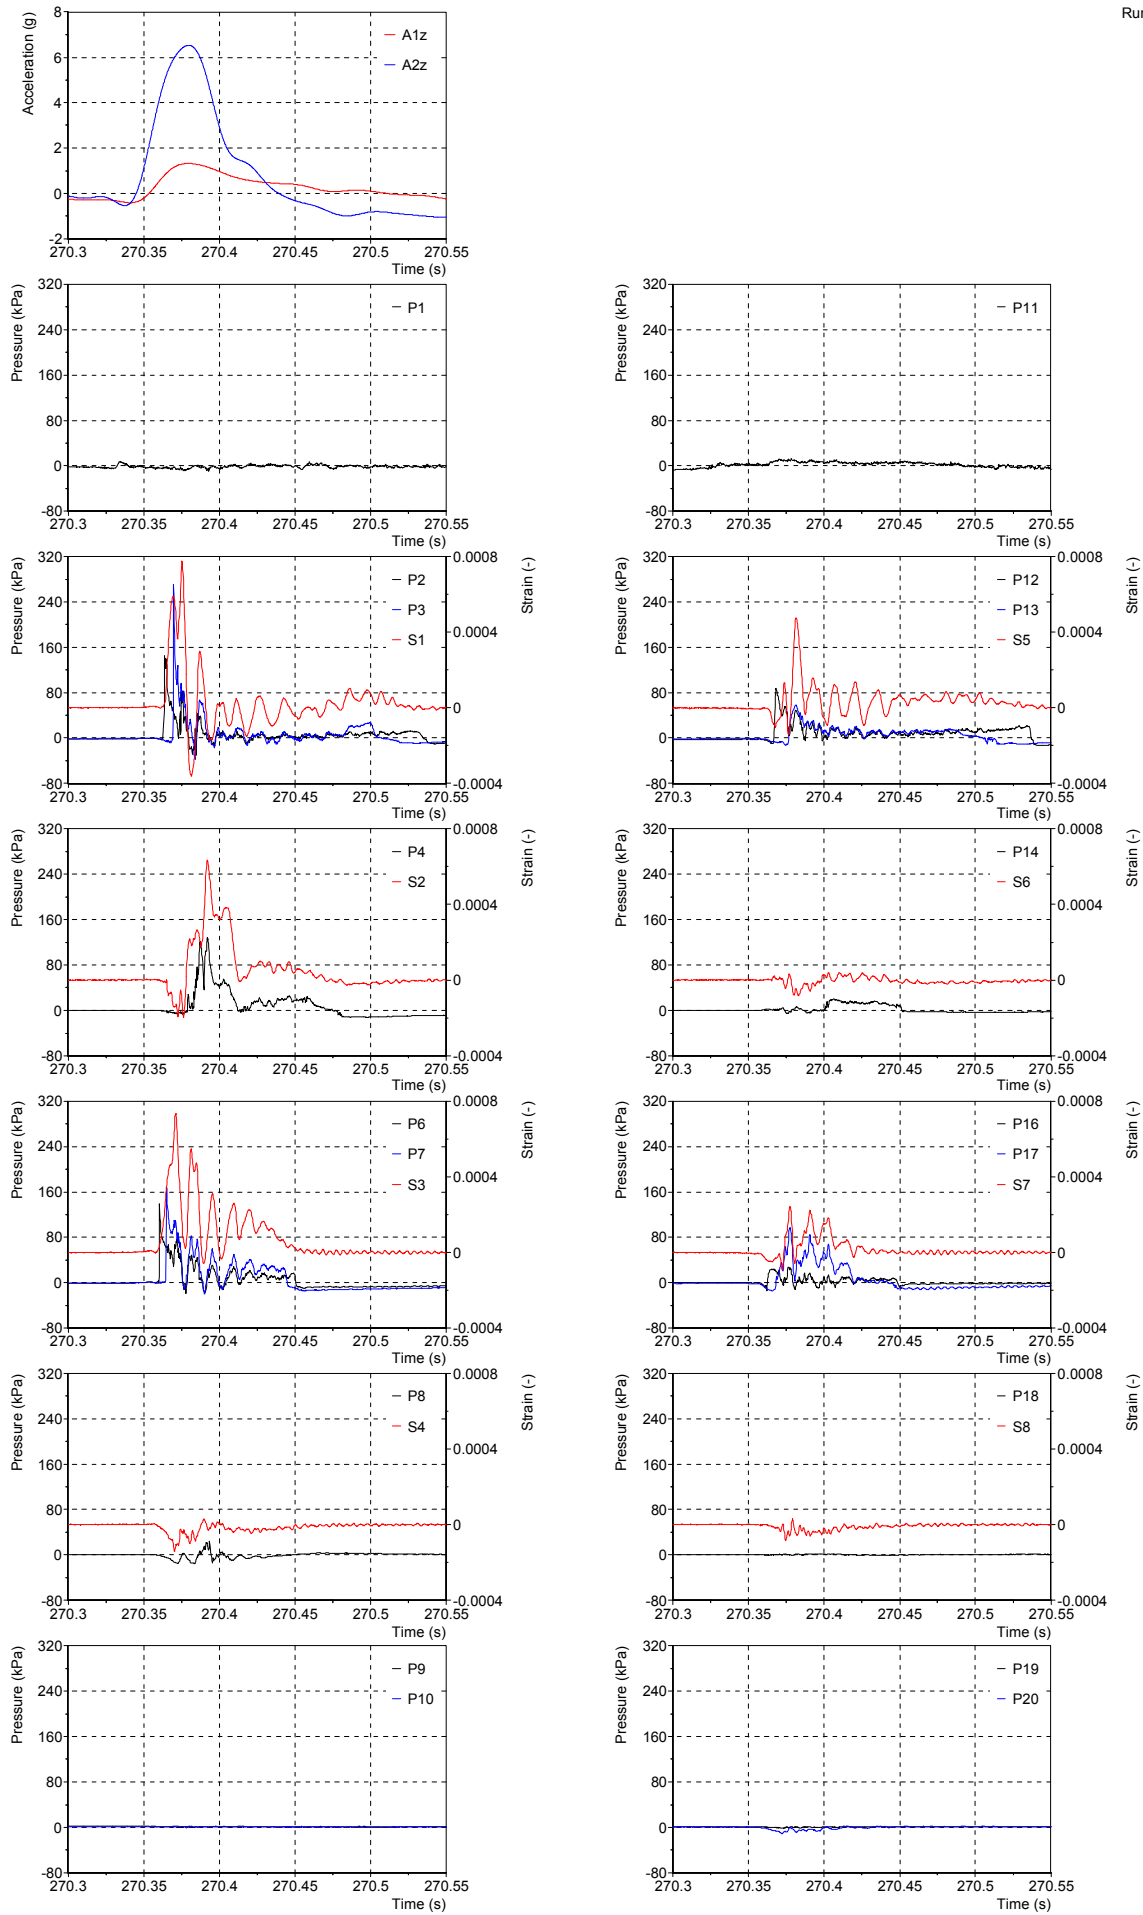 Run
8
6
4
2
0
-2
Acceleration (g)
A1z
A2z
270.3 270.35 270.4 270.45 270.5 270.55
Time (s)
320
240
160
80
0
-80
Pressure (kPa)
P1
270.3 270.35 270.4 270.45 270.5 270.55
Time (s)
320
240
160
80
0
-80
Pressure (kPa)
P11
270.3 270.35 270.4 270.45 270.5 270.55
Time (s)
320
240
160
80
0
-80
Pressure (kPa)
P2
P3
S1
0.0008
0.0004
0
-0.0004
Strain (-)
270.3 270.35 270.4 270.45 270.5 270.55
Time (s)
320
240
160
80
0
-80
Pressure (kPa)
P12
P13
S5
0.0008
0.0004
0
-0.0004
Strain (-)
270.3 270.35 270.4 270.45 270.5 270.55
Time (s)
320
240
160
80
0
-80
Pressure (kPa)
P4
S2
0.0008
0.0004
0
-0.0004
Strain (-)
270.3 270.35 270.4 270.45 270.5 270.55
Time (s)
320
240
160
80
0
-80
Pressure (kPa)
P14
S6
0.0008
0.0004
0
-0.0004
Strain (-)
270.3 270.35 270.4 270.45 270.5 270.55
Time (s)
320
240
160
80
0
-80
Pressure (kPa)
P6
P7
S3
0.0008
0.0004
0
-0.0004
Strain (-)
270.3 270.35 270.4 270.45 270.5 270.55
Time (s)
320
240
160
80
0
-80
Pressure (kPa)
P16
P17
S7
0.0008
0.0004
0
-0.0004
Strain (-)
270.3 270.35 270.4 270.45 270.5 270.55
Time (s)
320
240
160
80
0
-80
Pressure (kPa)
P8
S4
0.0008
0.0004
0
-0.0004
Strain (-)
270.3 270.35 270.4 270.45 270.5 270.55
Time (s)
320
240
160
80
0
-80
Pressure (kPa)
P18
S8
0.0008
0.0004
0
-0.0004
Strain (-)
270.3 270.35 270.4 270.45 270.5 270.55
Time (s)
320
240
160
80
0
-80
Pressure (kPa)
P9
P10
270.3 270.35 270.4 270.45 270.5 270.55
Time (s)
320
240
160
80
0
-80
Pressure (kPa)
P19
P20
270.3 270.35 270.4 270.45 270.5 270.55
Time (s)